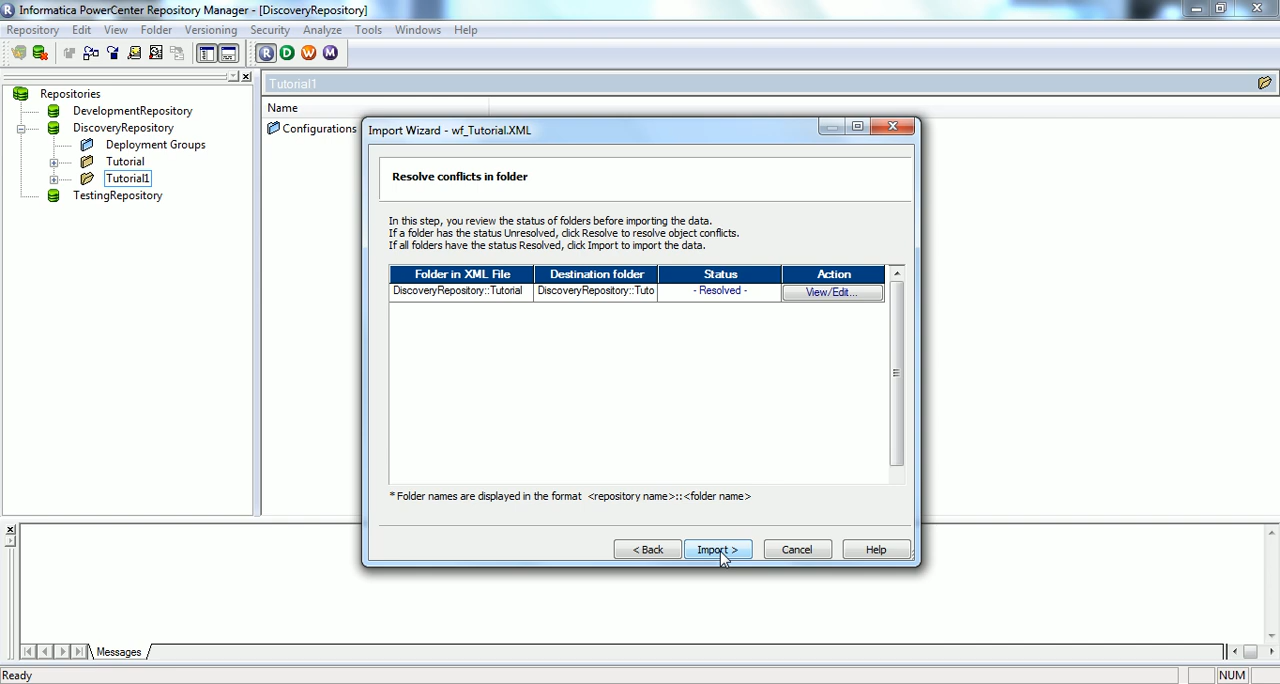 Informatica PowerCenter Repository Manager - [DiscoveryRepository]
Repository Edit View Folder Versioning Security Analyze Tools Windows Help
R D W M
Repositories
DevelopmentRepository
DiscoveryRepository
Deployment Groups
Tutorial
Tutorial1
TestingRepository
Tutorial1
Name
Configurations
Import Wizard - wf_Tutorial.XML
Resolve conflicts in folder
In this step, you review the status of folders before importing the data.
If a folder has the status Unresolved, click Resolve to resolve object conflicts.
If all folders have the status Resolved, click Import to import the data.
Folder in XML File Destination folder Status Action
DiscoveryRepository::Tutorial DiscoveryRepository::Tuto - Resolved - View/Edit...
* Folder names are displayed in the format <repository name>::<folder name>
< Back Import > Cancel Help
Messages
Ready NUM